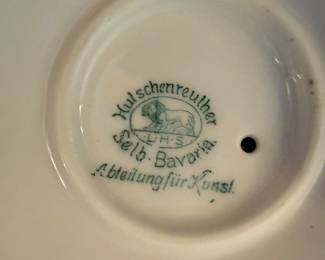 Hutschenreuther
L·H·S
Selb·Bavaria.
Abteilung für Kunst.